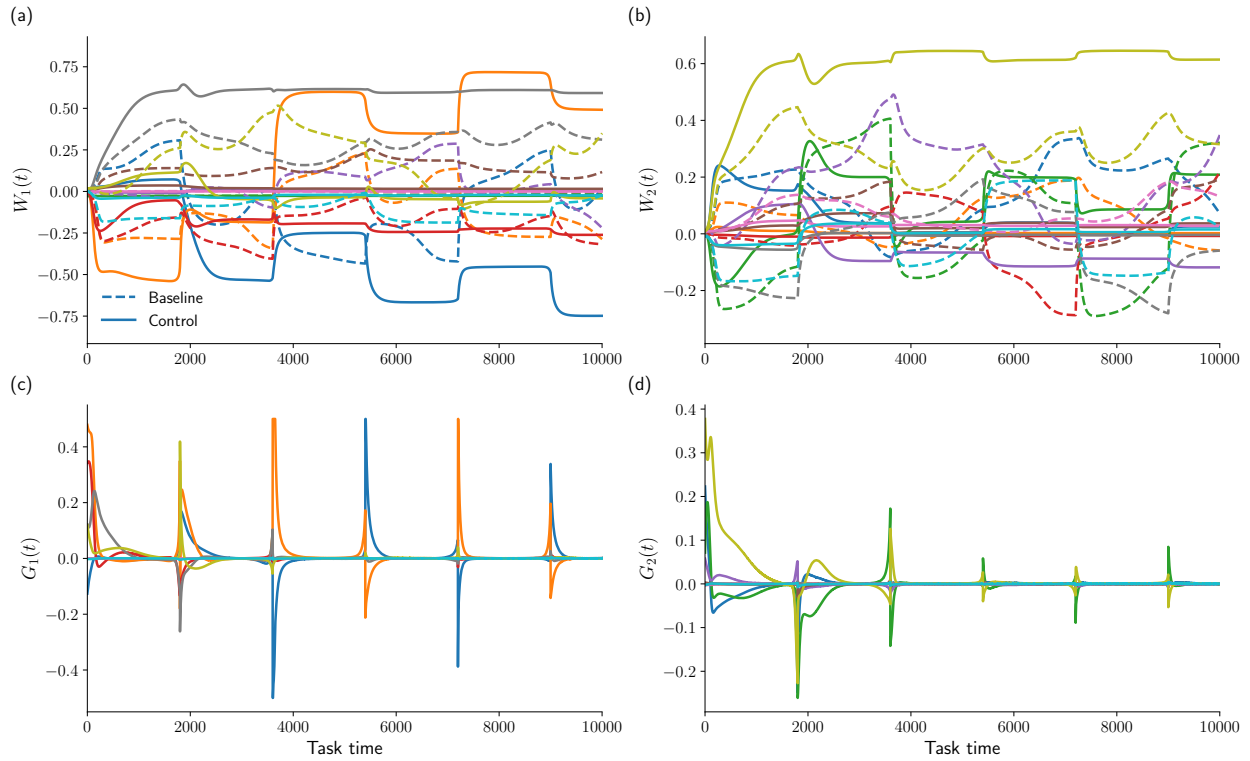 (a)
(b)
W₁(t)
0.75
0.50
0.25
0.00
−0.25
−0.50
−0.75
Baseline
Control
0 2000 4000 6000 8000 10000
W₂(t)
0.6
0.4
0.2
0.0
−0.2
0 2000 4000 6000 8000 10000
(c)
(d)
G₁(t)
0.4
0.2
0.0
−0.2
−0.4
0 2000 4000 6000 8000 10000
Task time
G₂(t)
0.4
0.3
0.2
0.1
0.0
−0.1
−0.2
0 2000 4000 6000 8000 10000
Task time